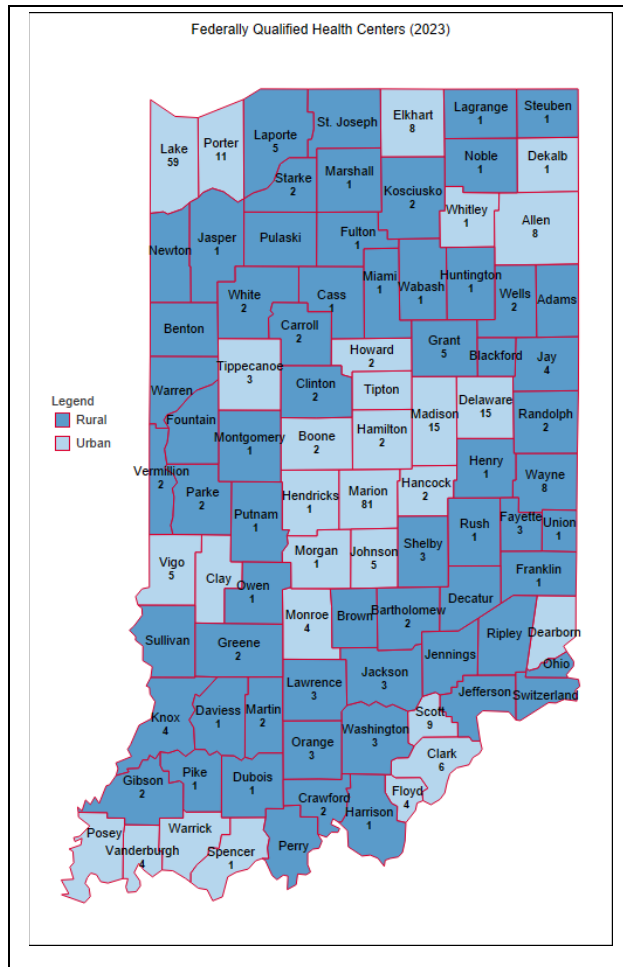 Federally Qualified Health Centers (2023)
Lake
59
Porter
11
Laporte
5
St. Joseph
Elkhart
8
Lagrange
1
Steuben
1
Starke
2
Marshall
1
Kosciusko
2
Noble
1
Dekalb
1
Whitley
1
Allen
8
Newton
Jasper
1
Pulaski
Fulton
1
Miami
1
Wabash
1
Huntington
1
Wells
2
Adams
Benton
White
2
Cass
1
Carroll
2
Howard
2
Grant
5
Blackford
Jay
4
Tippecanoe
3
Clinton
2
Tipton
Legend
Rural
Urban
Warren
Fountain
Montgomery
1
Boone
2
Hamilton
2
Madison
15
Delaware
15
Randolph
2
Vermillion
2
Parke
2
Putnam
1
Hendricks
1
Marion
81
Hancock
2
Henry
1
Wayne
8
Vigo
5
Clay
Owen
1
Morgan
1
Johnson
5
Shelby
3
Rush
1
Fayette
3
Union
1
Franklin
1
Sullivan
Greene
2
Monroe
4
Brown
Bartholomew
2
Decatur
Jennings
Ripley
Dearborn
Ohio
Knox
4
Daviess
1
Martin
2
Lawrence
3
Jackson
3
Jefferson
Switzerland
Orange
3
Washington
3
Scott
9
Clark
6
Gibson
2
Pike
1
Dubois
1
Crawford
2
Harrison
1
Floyd
4
Posey
Vanderburgh
4
Warrick
Spencer
1
Perry